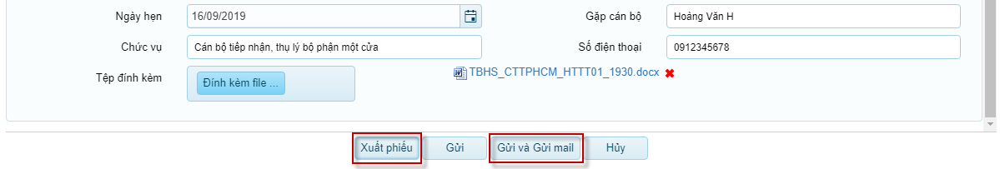 Ngày hẹn 16/09/2019 Gặp cán bộ Hoàng Văn H
Chức vụ Cán bộ tiếp nhận, thụ lý bộ phận một cửa Số điện thoại 0912345678
Tệp đính kèm Đính kèm file ... TBHS_CTTPHCM_HTTT01_1930.docx
Xuất phiếu Gửi Gửi và Gửi mail Hủy